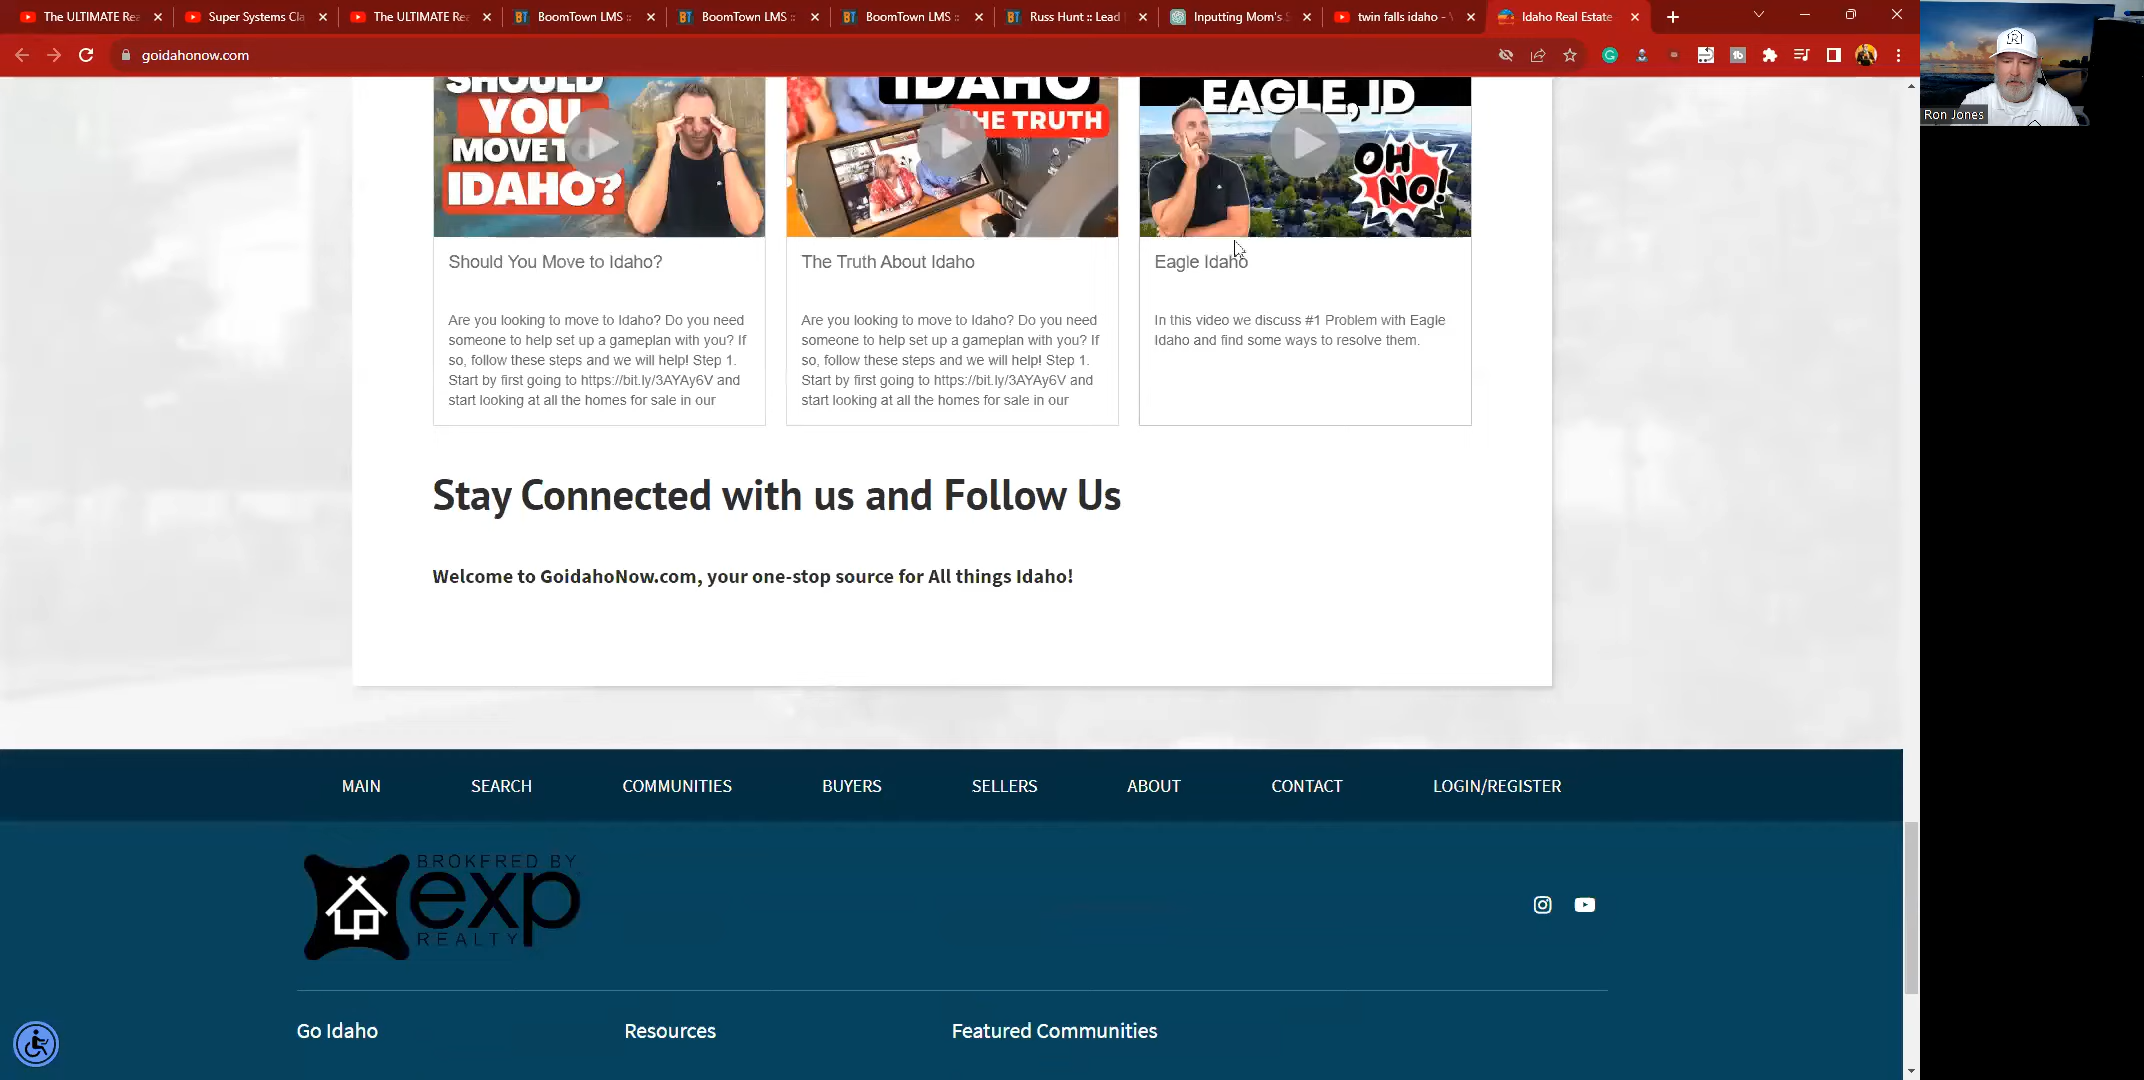 The ULTIMATE Rea
Super Systems Cla
The ULTIMATE Rea
BT BoomTown LMS ::
BT BoomTown LMS ::
BT BoomTown LMS ::
BT Russ Hunt :: Lead
Inputting Mom's S
twin falls idaho - Y
Idaho Real Estate
goidahonow.com
Ron Jones
SHOULD
YOU
MOVE T
IDAHO?
IDAHO
THE TRUTH
EAGLE, ID
OH
NO!
Should You Move to Idaho?
Are you looking to move to Idaho? Do you need
someone to help set up a gameplan with you? If
so, follow these steps and we will help! Step 1.
Start by first going to https://bit.ly/3AYAy6V and
start looking at all the homes for sale in our
The Truth About Idaho
Are you looking to move to Idaho? Do you need
someone to help set up a gameplan with you? If
so, follow these steps and we will help! Step 1.
Start by first going to https://bit.ly/3AYAy6V and
start looking at all the homes for sale in our
Eagle Idaho
In this video we discuss #1 Problem with Eagle
Idaho and find some ways to resolve them.
Stay Connected with us and Follow Us
Welcome to GoidahoNow.com, your one-stop source for All things Idaho!
MAIN SEARCH COMMUNITIES BUYERS SELLERS ABOUT CONTACT LOGIN/REGISTER
BROKERED BY
exp
REALTY
Go Idaho
Resources
Featured Communities